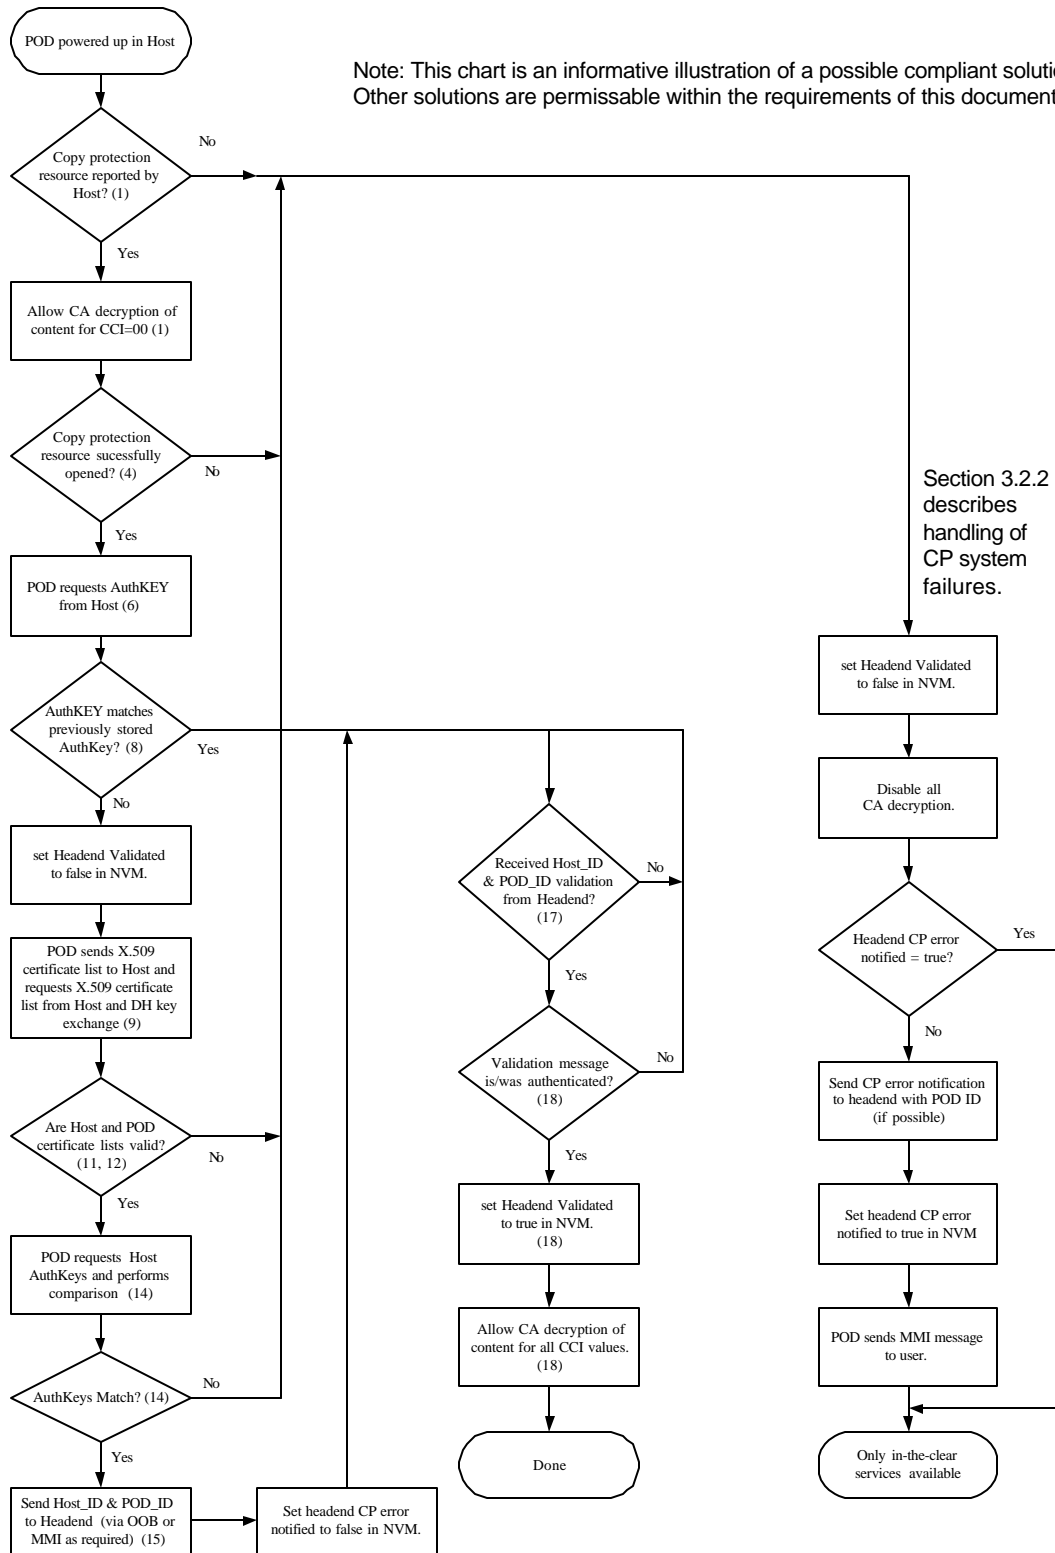 POD powered up in Host
Note: This chart is an informative illustration of a possible compliant soluti
Other solutions are permissable within the requirements of this document
Copy protection
resource reported by
Host? (1)
No
Yes
Allow CA decryption of
content for CCI=00 (1)
Copy protection
resource sucessfully
opened? (4)
No
Yes
POD requests AuthKEY
from Host (6)
AuthKEY matches
previously stored
AuthKey? (8)
Yes
No
set Headend Validated
to false in NVM.
POD sends X.509
certificate list to Host and
requests X.509 certificate
list from Host and DH key
exchange (9)
Are Host and POD
certificate lists valid?
(11, 12)
No
Yes
POD requests Host
AuthKeys and performs
comparison (14)
AuthKeys Match? (14)
No
Yes
Send Host_ID & POD_ID
to Headend (via OOB or
MMI as required) (15)
Set headend CP error
notified to false in NVM.
Received Host_ID
& POD_ID validation
from Headend?
(17)
No
Yes
Validation message
is/was authenticated?
(18)
No
Yes
set Headend Validated
to true in NVM.
(18)
Allow CA decryption of
content for all CCI values.
(18)
Done
Section 3.2.2
describes
handling of
CP system
failures.
set Headend Validated
to false in NVM.
Disable all
CA decryption.
Headend CP error
notified = true?
Yes
No
Send CP error notification
to headend with POD ID
(if possible)
Set headend CP error
notified to true in NVM
POD sends MMI message
to user.
Only in-the-clear
services available